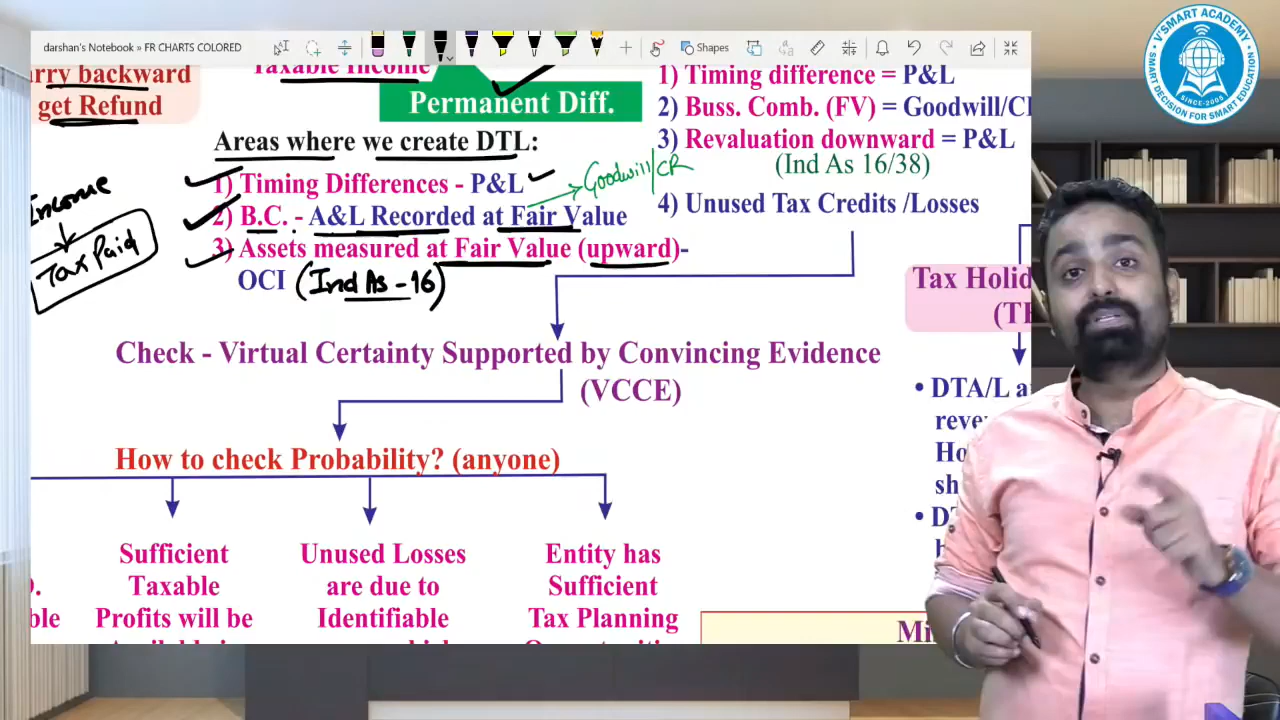 darshan's Notebook » FR CHARTS COLORED
Shapes
arry backward
get Refund
Taxable Income
Permanent Diff.
Areas where we create DTL:
1) Timing Differences - P&L
2) B.C. - A&L Recorded at Fair Value
Goodwill/CR
3) Assets measured at Fair Value (upward)-
OCI (Ind As - 16)
Income
Tax Paid
1) Timing difference = P&L
2) Buss. Comb. (FV) = Goodwill/C
3) Revaluation downward = P&L
(Ind As 16/38)
4) Unused Tax Credits /Losses
Tax Holid
Check - Virtual Certainty Supported by Convincing Evidence
(VCCE)
How to check Probability? (anyone)
Sufficient
Taxable
Profits will be
Unused Losses
are due to
Identifiable
Entity has
Sufficient
Tax Planning
• DTA/L a
reve
Ho
sh
Mi
V'SMART ACADEMY
SINCE-2005
SMART DECISION FOR SMART EDUCATION